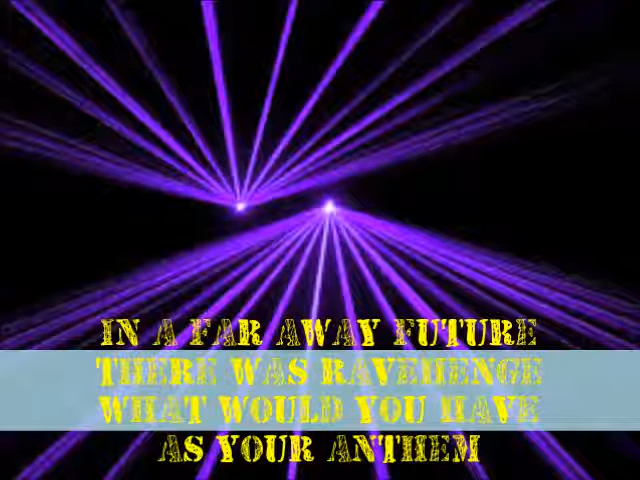 IN A FAR AWAY FUTURE
THERE WAS RAVEHENGE
WHAT WOULD YOU HAVE
AS YOUR ANTHEM